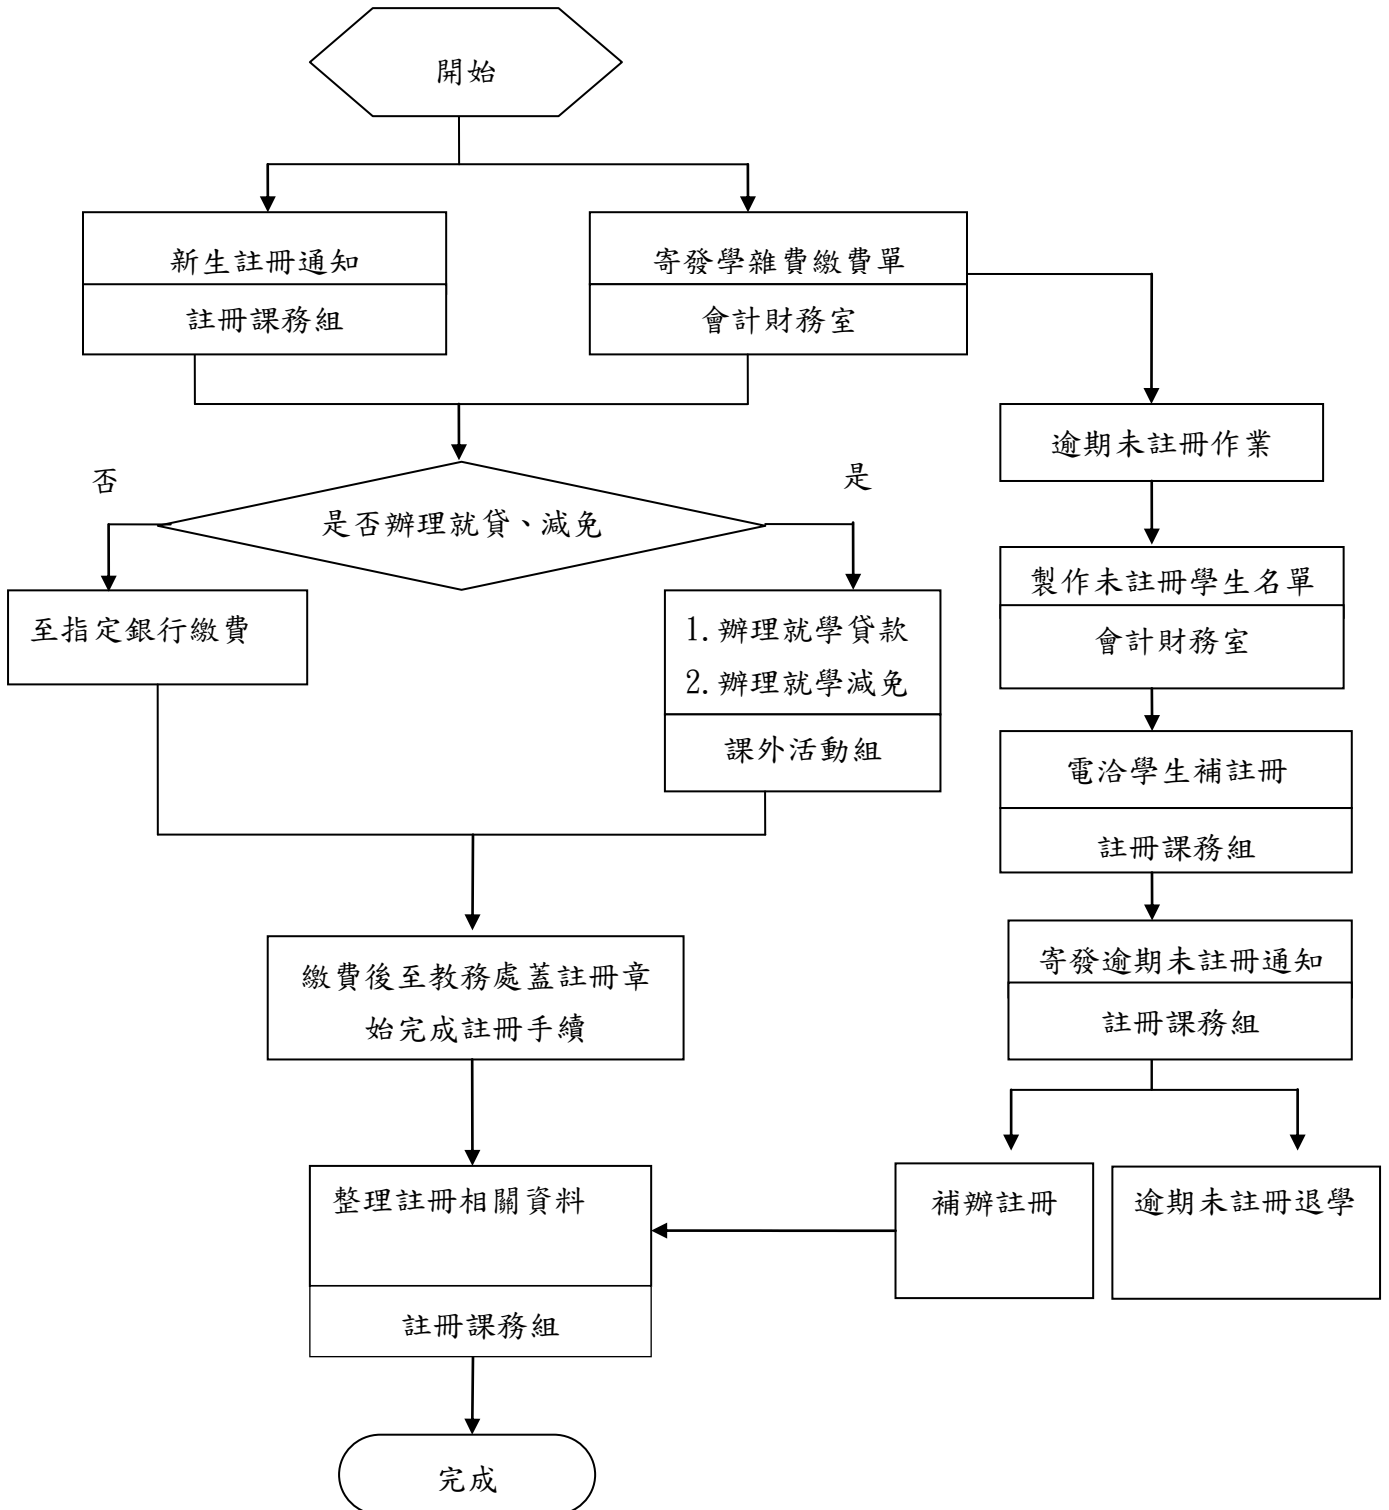 開始
新生註冊通知
註冊課務組
寄發學雜費繳費單
會計財務室
逾期未註冊作業
否
是
是否辦理就貸、減免
製作未註冊學生名單
會計財務室
至指定銀行繳費
1.辦理就學貸款
2.辦理就學減免
課外活動組
電洽學生補註冊
註冊課務組
繳費後至教務處蓋註冊章
始完成註冊手續
寄發逾期未註冊通知
註冊課務組
整理註冊相關資料
註冊課務組
補辦註冊
逾期未註冊退學
完成